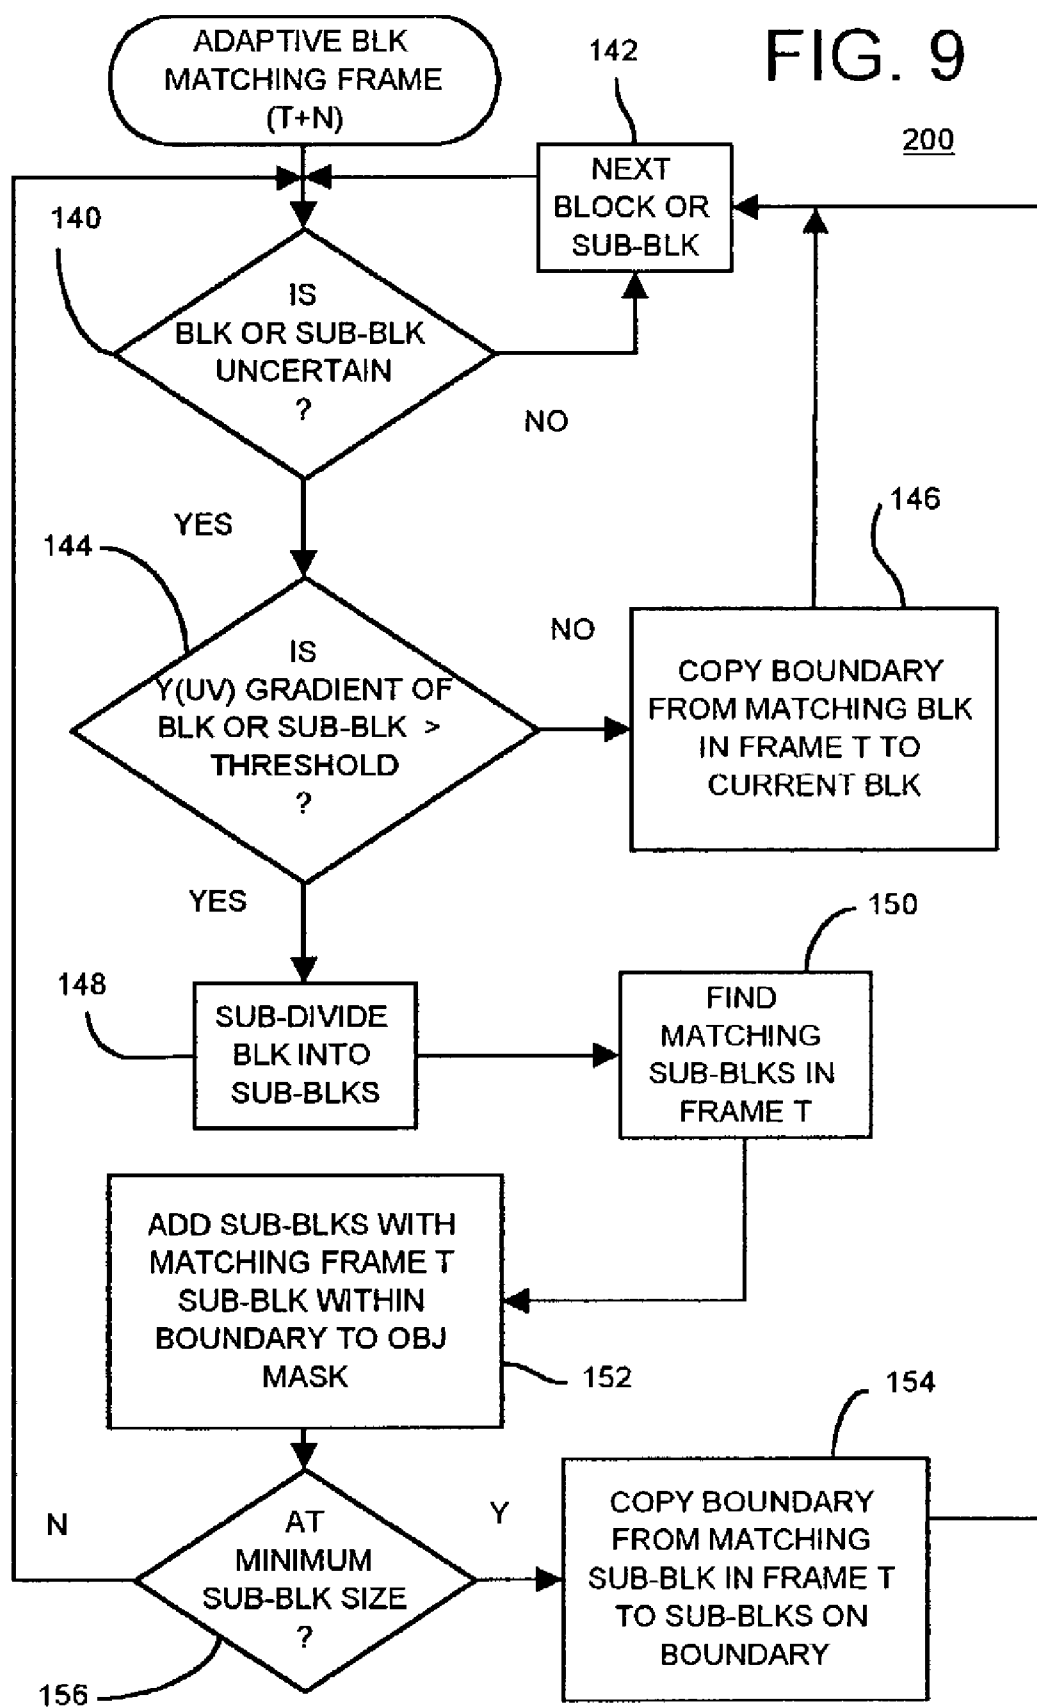 ADAPTIVE BLK
MATCHING FRAME
(T+N)
FIG. 9
200
142
NEXT
BLOCK OR
SUB-BLK
140
IS
BLK OR SUB-BLK
UNCERTAIN
?
NO
YES
144
IS
Y(UV) GRADIENT OF
BLK OR SUB-BLK >
THRESHOLD
?
NO
146
COPY BOUNDARY
FROM MATCHING BLK
IN FRAME T TO
CURRENT BLK
YES
148
SUB-DIVIDE
BLK INTO
SUB-BLKS
150
FIND
MATCHING
SUB-BLKS IN
FRAME T
ADD SUB-BLKS WITH
MATCHING FRAME T
SUB-BLK WITHIN
BOUNDARY TO OBJ
MASK
152
154
N
AT
MINIMUM
SUB-BLK SIZE
?
Y
COPY BOUNDARY
FROM MATCHING
SUB-BLK IN FRAME T
TO SUB-BLKS ON
BOUNDARY
156